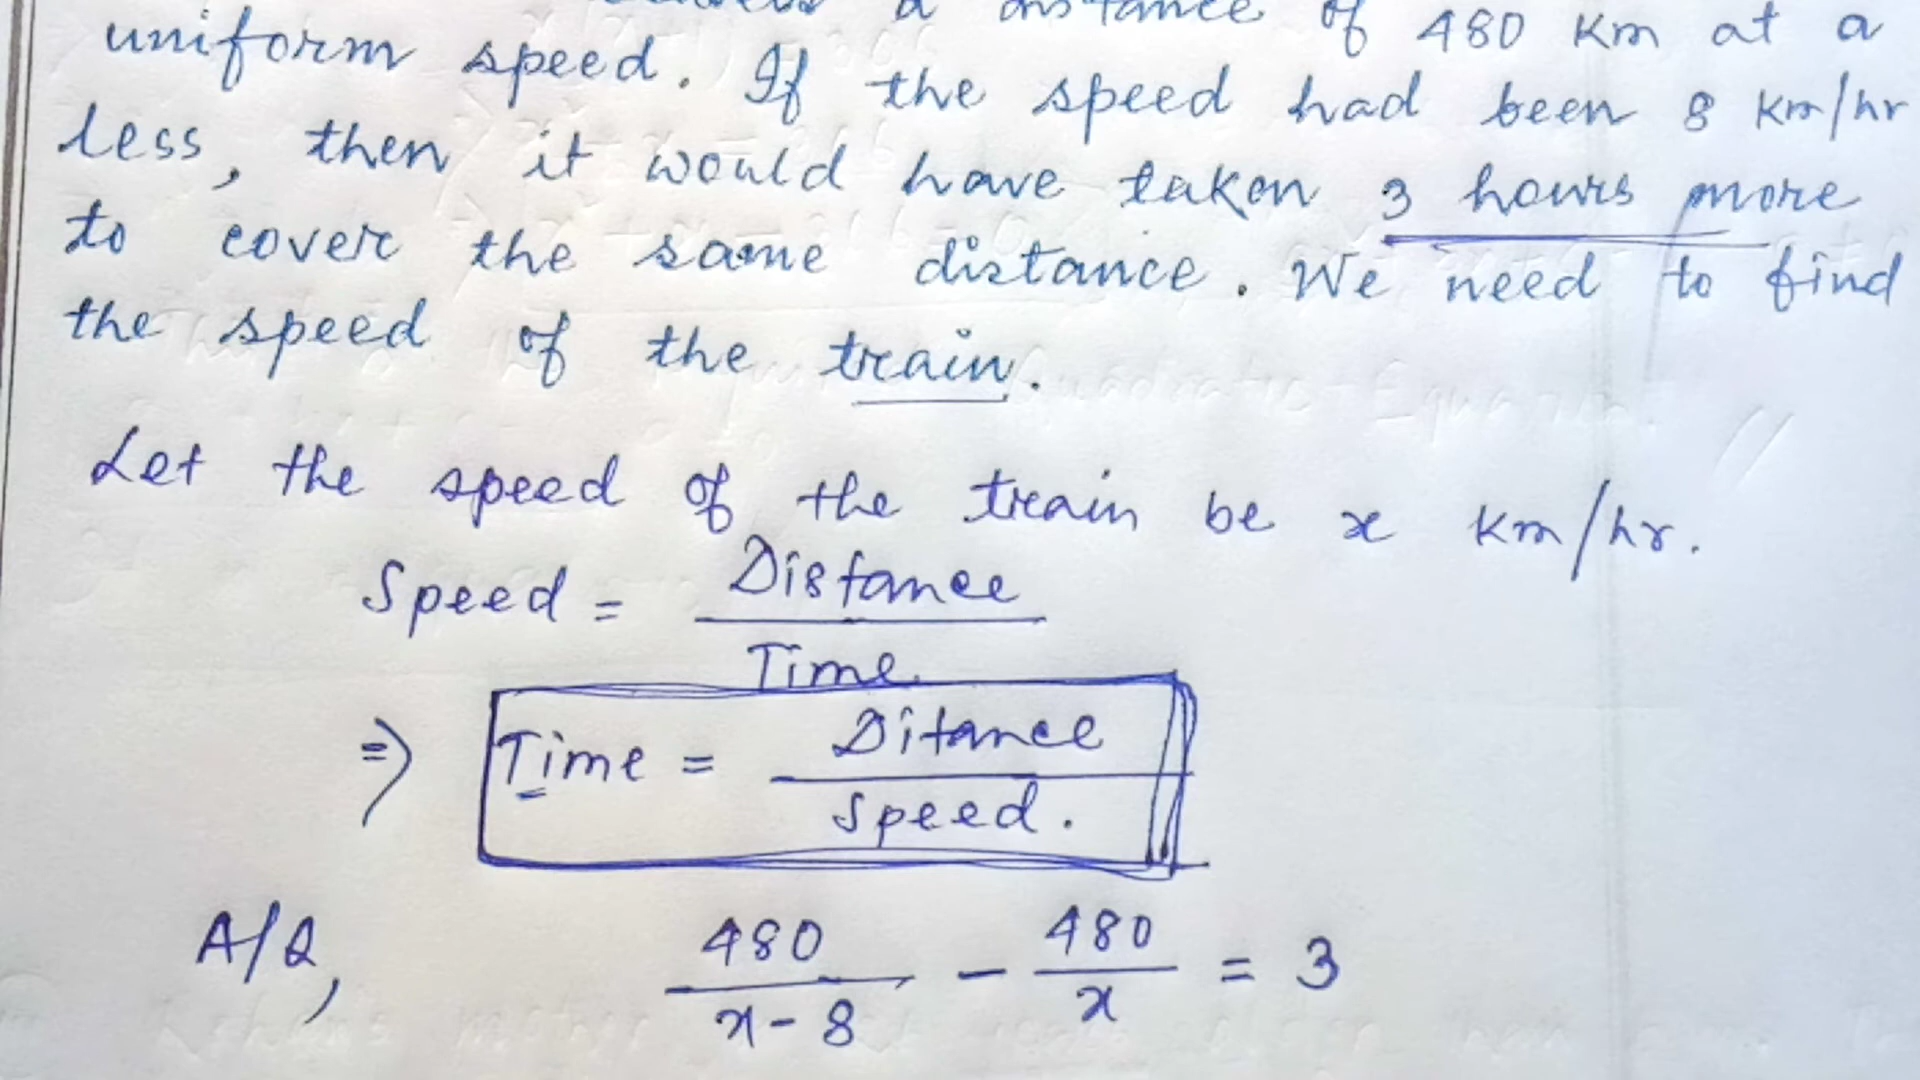 a distance of 480 km at a
uniform speed. If the speed had been 8 km/hr
less, then it would have taken 3 hours more
to cover the same distance. We need to find
the speed of the train.
Let the speed of the train be x km/hr.
Speed = Distance / Time
⇒ Time = Ditance / Speed.
A/Q, 480 / x-8 - 480 / x = 3